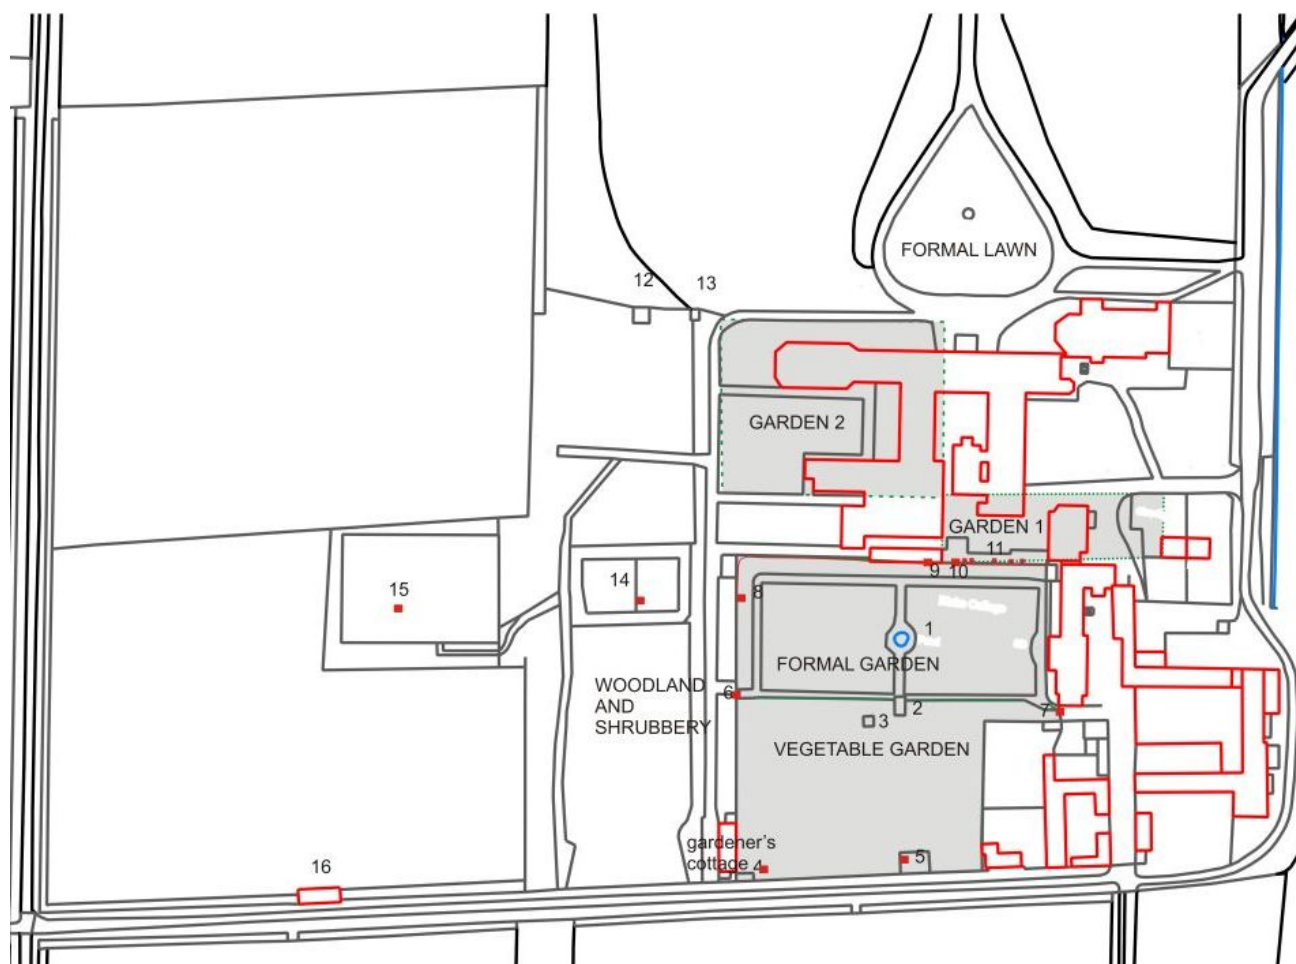 FORMAL LAWN
12
13
GARDEN 2
GARDEN 1
11
9
10
14
15
8
1
FORMAL GARDEN
WOODLAND
AND
SHRUBBERY
6
2
7
3
VEGETABLE GARDEN
gardener's
cottage
4
5
16